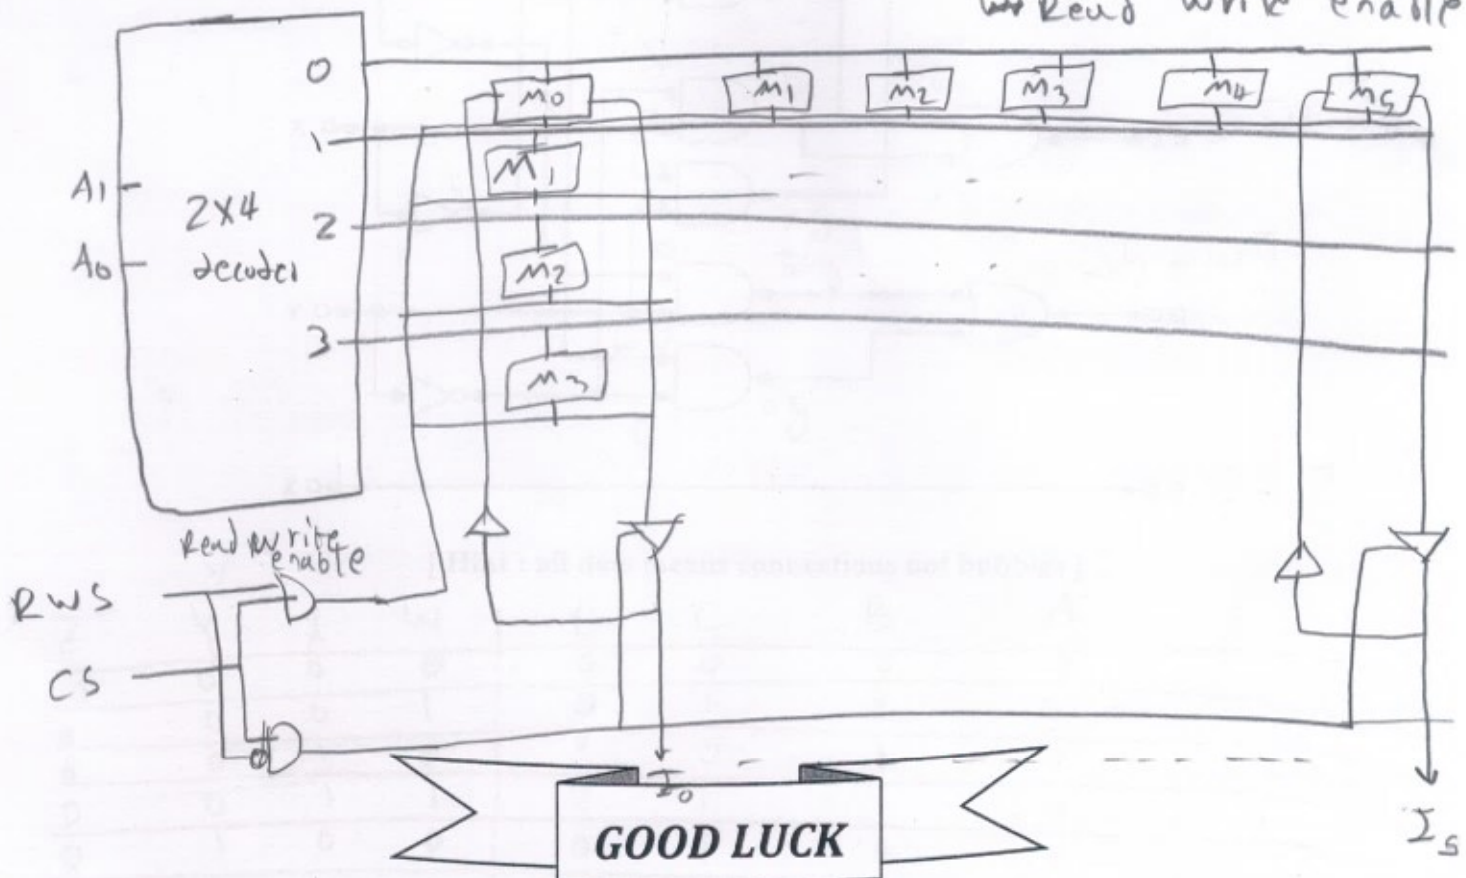 Read Write enable
0
M0 M1 M2 M3 M4 M5
1
M1
A1
2X4
2
A0
decoder
M2
3
M3
Read write
enable
RWS
CS
I0
GOOD LUCK
I5